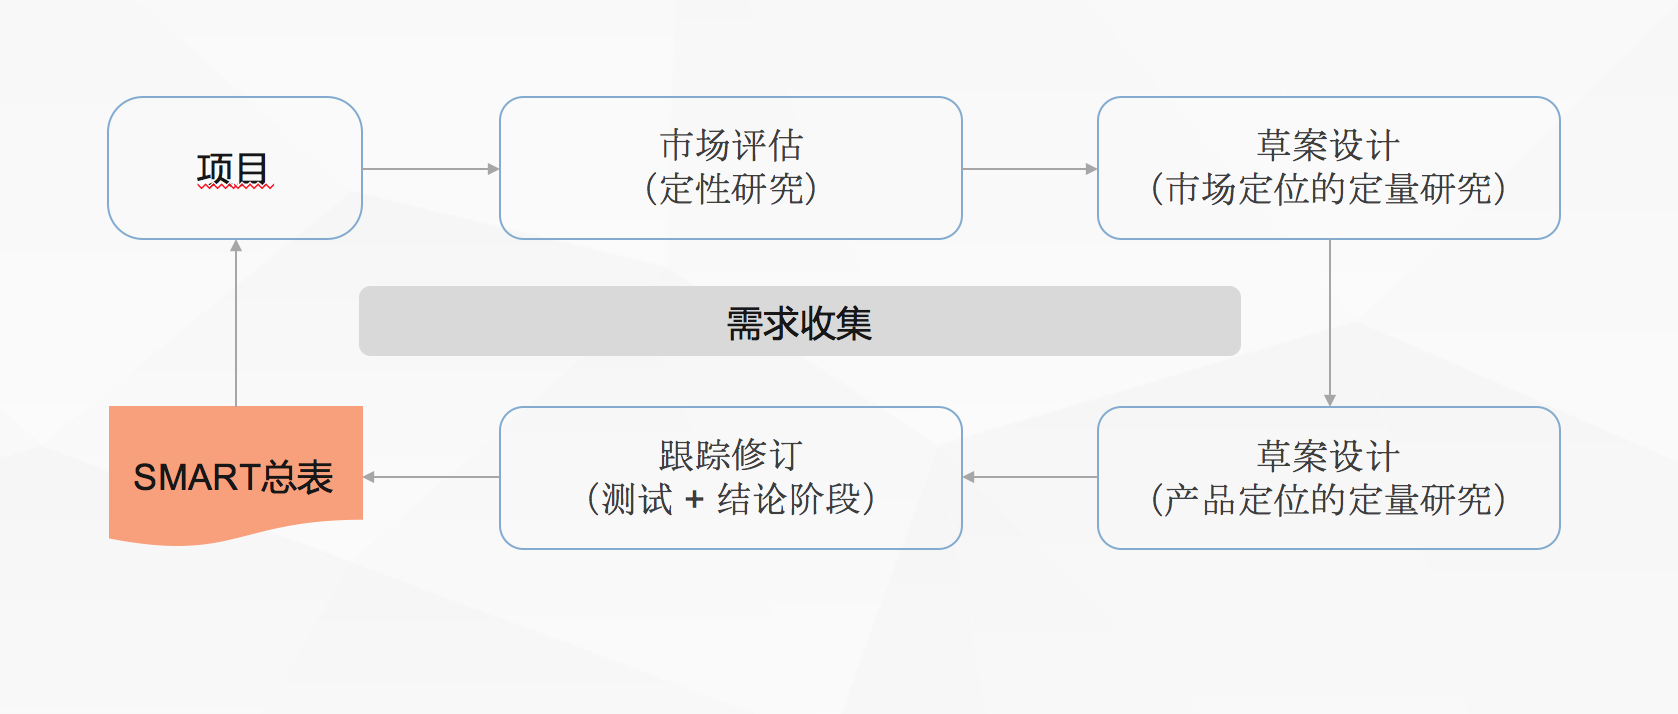 项目
市场评估
（定性研究）
草案设计
（市场定位的定量研究）
需求收集
SMART总表
跟踪修订
（测试 + 结论阶段）
草案设计
（产品定位的定量研究）